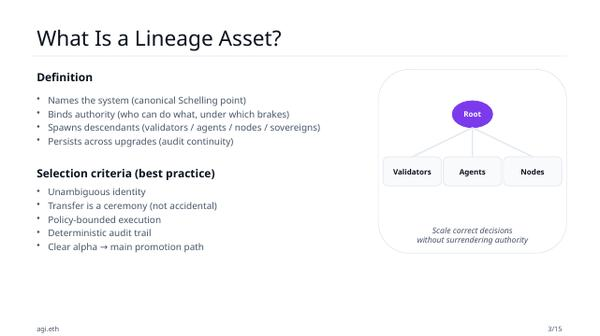 What Is a Lineage Asset?
Definition
• Names the system (canonical Schelling point)
• Binds authority (who can do what, under which brakes)
• Spawns descendants (validators / agents / nodes / sovereigns)
• Persists across upgrades (audit continuity)
Selection criteria (best practice)
• Unambiguous identity
• Transfer is a ceremony (not accidental)
• Policy-bounded execution
• Deterministic audit trail
• Clear alpha → main promotion path
Root
Validators
Agents
Nodes
Scale correct decisions
without surrendering authority
agi.eth
3/15